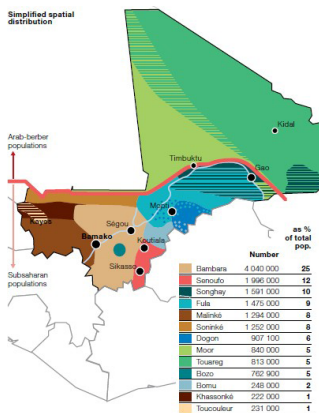 Simplified spatial
distribution
Kidal
Arab-berber
populations
Timbuktu
Gao
Mopti
Kayes
Ségou
Bamako
Koutiala
Sikasso
Subsaharan
populations
as %
of total
Number pop.
Bambara 4 040 000 25
Senoufo 1 996 000 12
Songhay 1 591 000 10
Fula 1 475 000 9
Malinké 1 294 000 8
Soninké 1 252 000 8
Dogon 907 100 6
Moor 840 000 5
Touareg 813 000 5
Bozo 762 900 5
Bomu 248 000 2
Khassonké 222 000 1
Toucouleur 231 000 1